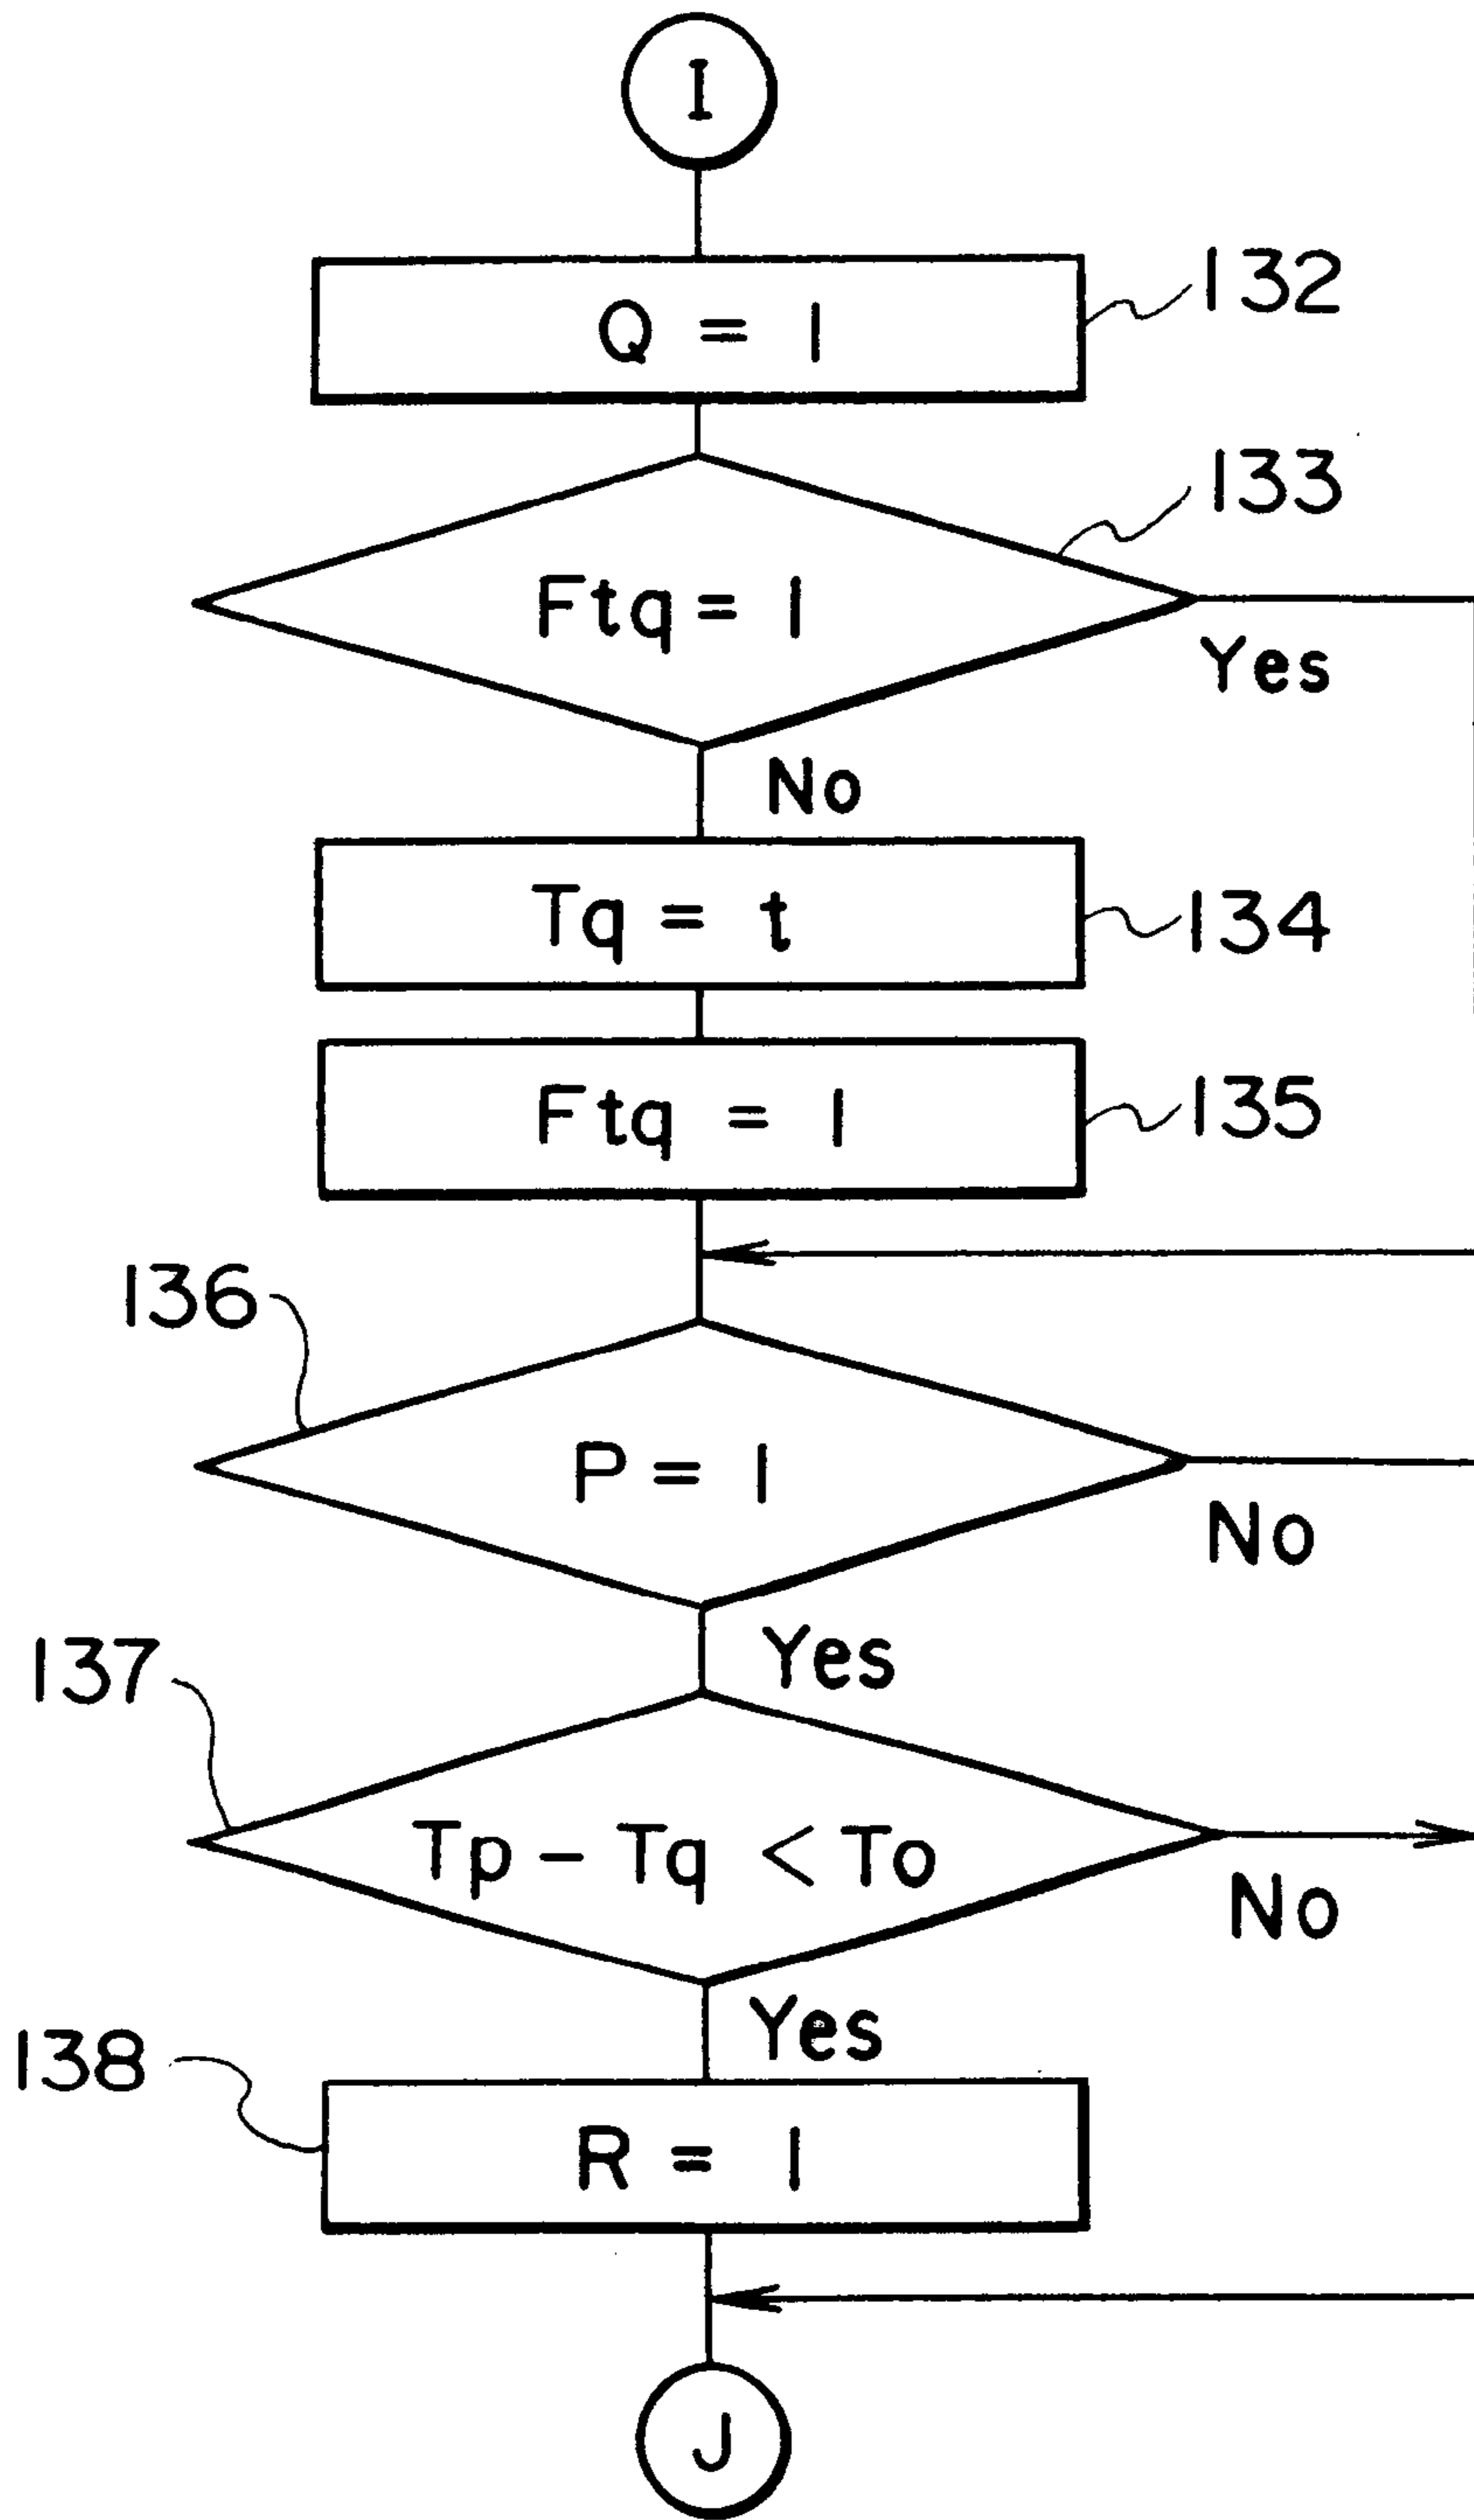 I
132
Q = 1
133
Ftq = 1
Yes
No
Tq = t
134
Ftq = 1
135
136
P = 1
No
Yes
137
Tp - Tq < To
No
Yes
138
R = 1
J